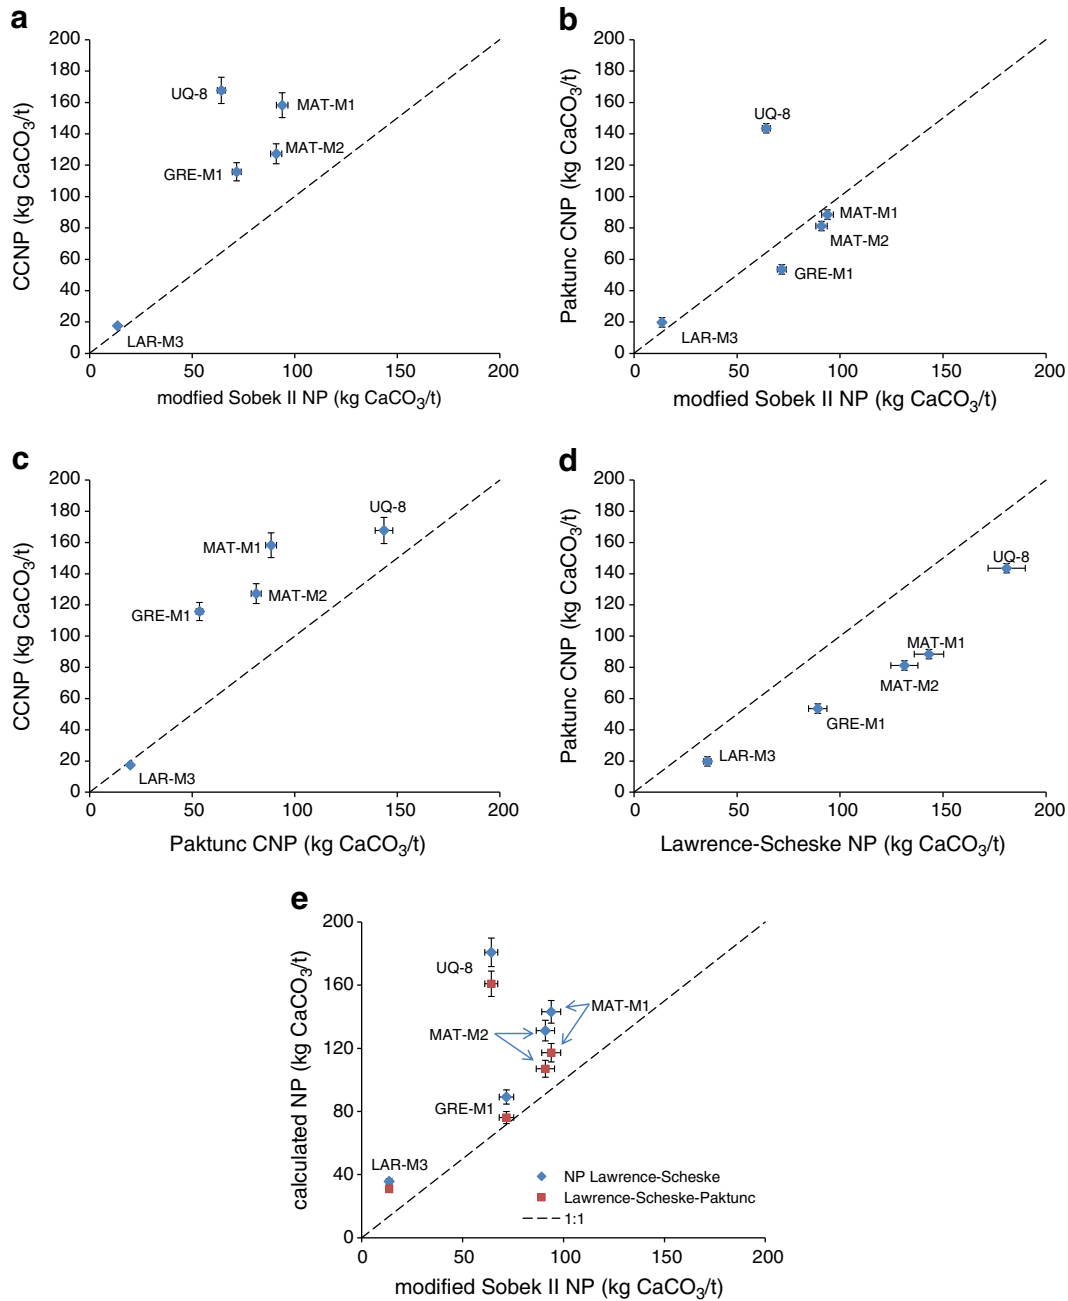 a
200
180
160
140
120
100
80
60
40
20
0
CCNP (kg CaCO3/t)
UQ-8
MAT-M1
MAT-M2
GRE-M1
LAR-M3
0 50 100 150 200
modfied Sobek II NP (kg CaCO3/t)
b
200
180
160
140
120
100
80
60
40
20
0
Paktunc CNP (kg CaCO3/t)
UQ-8
MAT-M1
MAT-M2
GRE-M1
LAR-M3
0 50 100 150 200
modfied Sobek II NP (kg CaCO3/t)
c
200
180
160
140
120
100
80
60
40
20
0
CCNP (kg CaCO3/t)
UQ-8
MAT-M1
MAT-M2
GRE-M1
LAR-M3
0 50 100 150 200
Paktunc CNP (kg CaCO3/t)
d
200
180
160
140
120
100
80
60
40
20
0
Paktunc CNP (kg CaCO3/t)
UQ-8
MAT-M1
MAT-M2
GRE-M1
LAR-M3
0 50 100 150 200
Lawrence-Scheske NP (kg CaCO3/t)
e
200
160
120
80
40
0
calculated NP (kg CaCO3/t)
UQ-8
MAT-M1
MAT-M2
GRE-M1
LAR-M3
NP Lawrence-Scheske
Lawrence-Scheske-Paktunc
1:1
0 50 100 150 200
modified Sobek II NP (kg CaCO3/t)